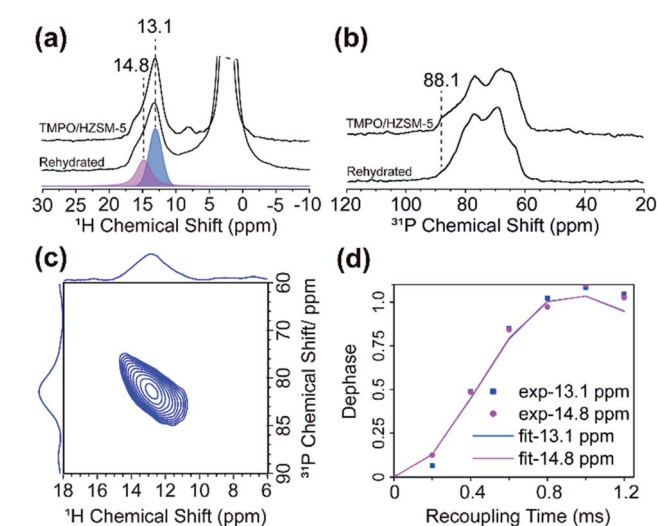 (a)
13.1
14.8
TMPO/HZSM-5
Rehydrated
30 25 20 15 10 5 0 -5 -10
¹H Chemical Shift (ppm)
(b)
88.1
TMPO/HZSM-5
Rehydrated
120 100 80 60 40 20
³¹P Chemical Shift (ppm)
(c)
60
70
80
85
90
³¹P Chemical Shift/ ppm
18 16 14 12 10 8 6
¹H Chemical Shift (ppm)
(d)
1.0
0.75
0.5
0.25
0
Dephase
exp-13.1 ppm
exp-14.8 ppm
fit-13.1 ppm
fit-14.8 ppm
0 0.4 0.8 1.2
Recoupling Time (ms)